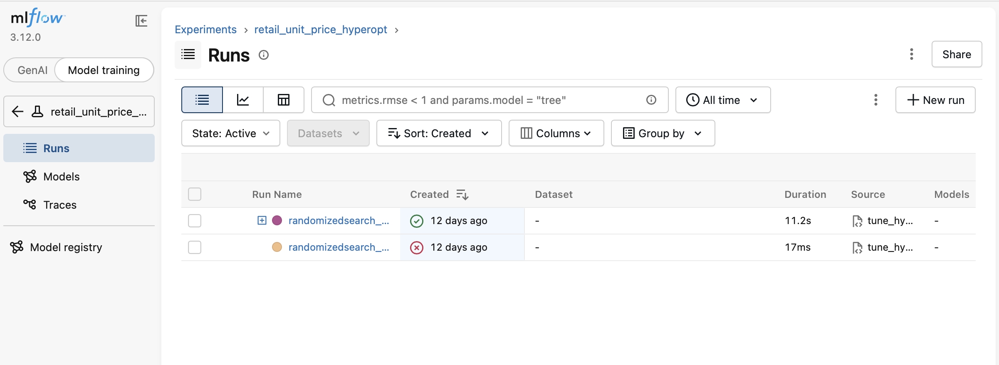 mlflow™
3.12.0
GenAI Model training
retail_unit_price_...
Runs
Models
Traces
Model registry
Experiments > retail_unit_price_hyperopt >
Runs
Share
metrics.rmse < 1 and params.model = "tree"
All time
New run
State: Active
Datasets
Sort: Created
Columns
Group by
Run Name Created Dataset Duration Source Models
randomizedsearch_... 12 days ago - 11.2s tune_hy... -
randomizedsearch_... 12 days ago - 17ms tune_hy... -